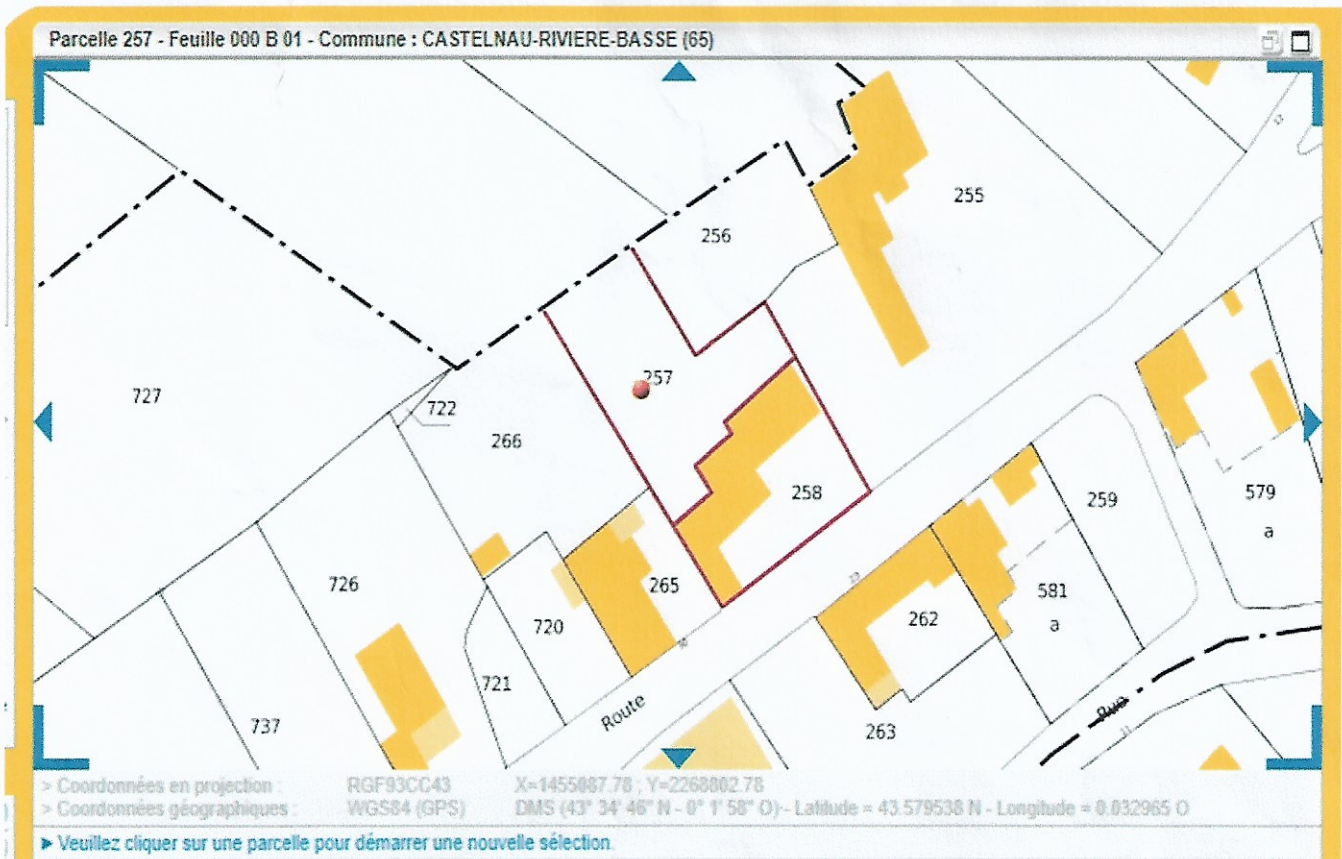 Parcelle 257 - Feuille 000 B 01 - Commune : CASTELNAU-RIVIERE-BASSE (65)
255
256
257
727
722
266
258
259
579
a
726
265
720
581
a
262
721
737
Route
263
Rue
> Coordonnées en projection : RGF93CC43 X=1455087.78 ; Y=2268802.78
> Coordonnées géographiques : WGS84 (GPS) DMS (43° 34' 46" N - 0° 1' 58" O) - Latitude = 43.579538 N - Longitude = 0.032965 O
► Veuillez cliquer sur une parcelle pour démarrer une nouvelle sélection.